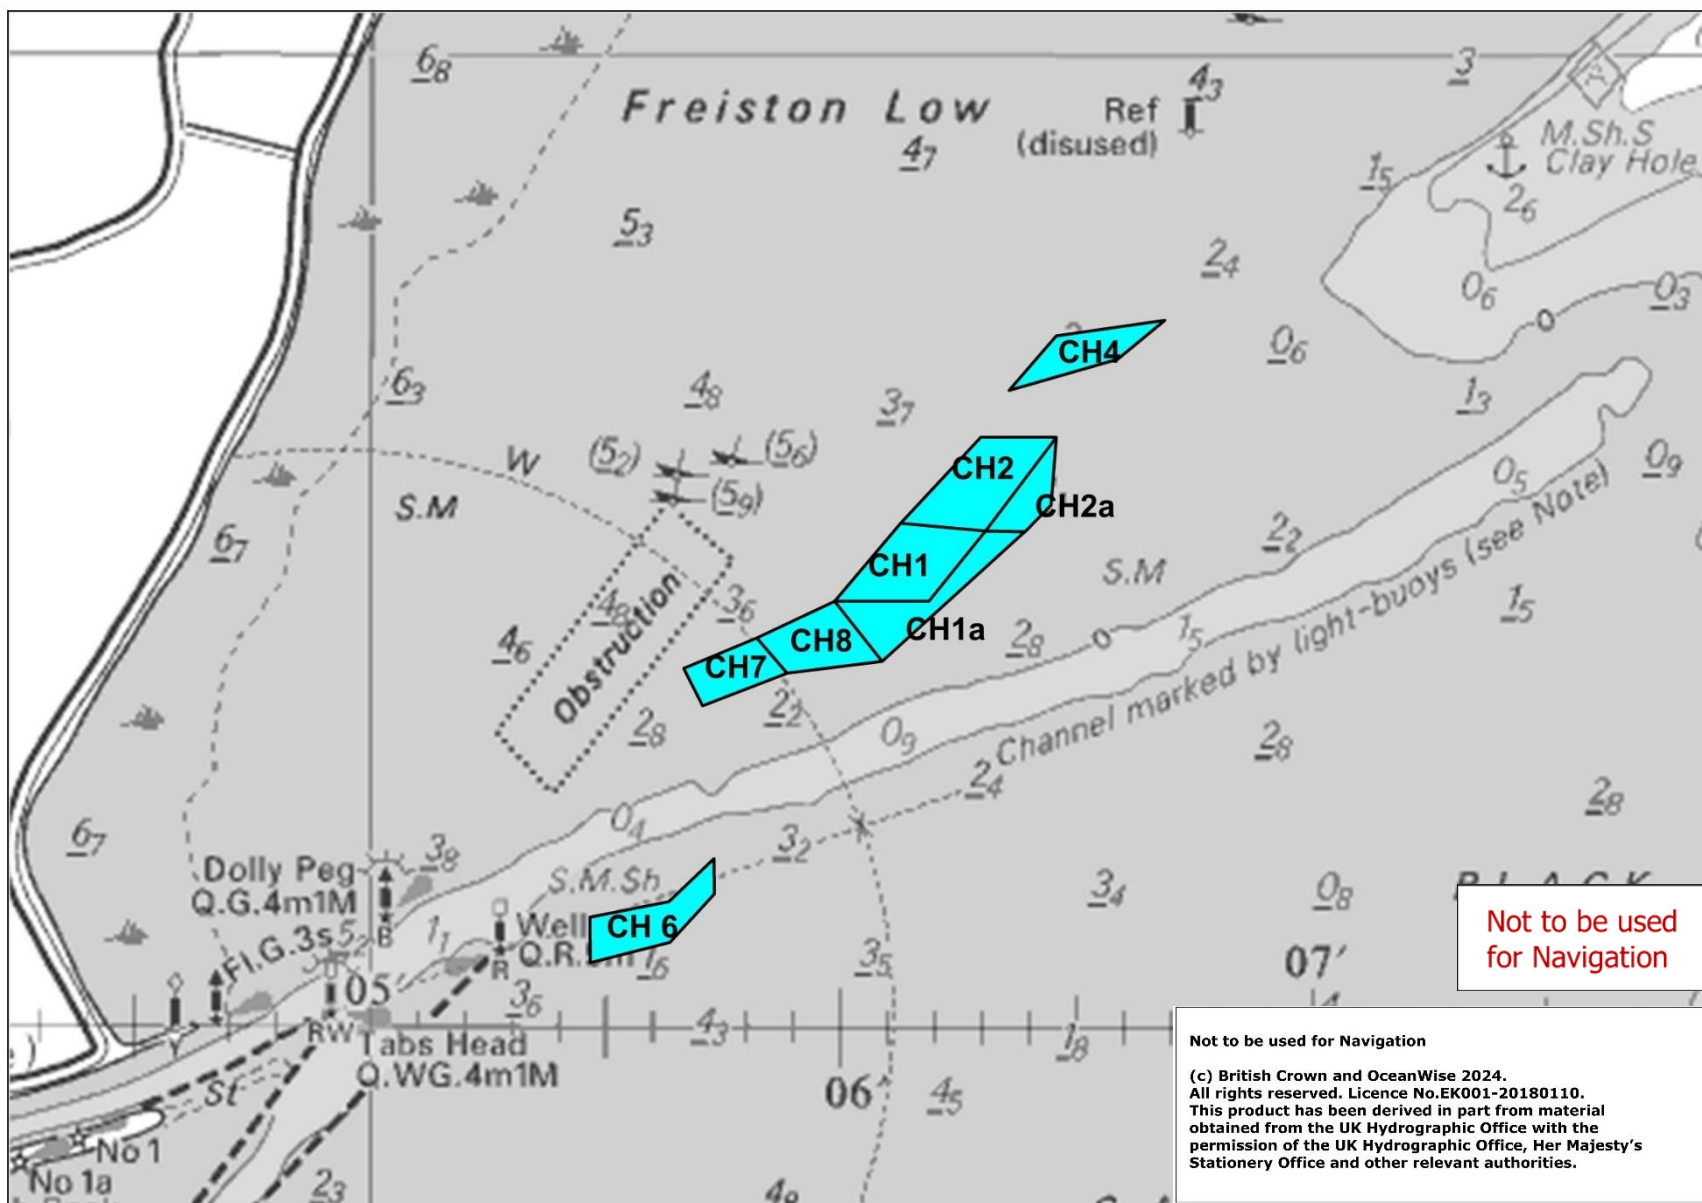 6₈
4₃
3
Freiston Low
Ref
(disused)
4₇
M.Sh.S
Clay Hole
1₅
2₆
5₃
2₄
0₆
0₃
CH4
0₆
6₃
4₈
3₇
1₃
W
(5₂)
(5₆)
(5₉)
CH2
0₅
0₉
S.M
CH2a
6₇
2₂
CH1
S.M
4₈
3₆
1₅
Obstruction
4₆
CH8
CH1a
2₈
1₅
CH7
2₂
2₈
0₉
Channel marked by light-buoys (see Note)
2₈
2₄
2₈
0₄
6₇
3₈
3₂
Dolly Peg
Q.G.4m1M
S.M.Sh
3₄
0₈
BLACK
CH 6
Fl.G.3s
5₂
B
1₁
Q.R.
R
1₆
3₅
07′
Not to be used
for Navigation
05′
3₆
RW
Tabs Head
Q.WG.4m1M
Y
4₃
1₈
06′
4₅
St
No 1
No 1a
2₃
4₈
Not to be used for Navigation
(c) British Crown and OceanWise 2024.
All rights reserved. Licence No.EK001-20180110.
This product has been derived in part from material
obtained from the UK Hydrographic Office with the
permission of the UK Hydrographic Office, Her Majesty's
Stationery Office and other relevant authorities.